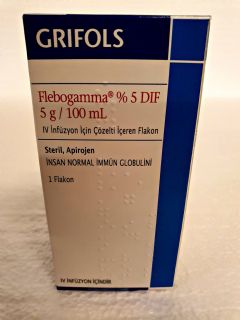 GRIFOLS
Flebogamma® % 5 DIF
5 g / 100 mL
IV İnfüzyon İçin Çözelti İçeren Flakon
Steril, Apirojen
İNSAN NORMAL İMMÜN GLOBULİNİ
1 Flakon
IV İNFÜZYON İÇİNDİR